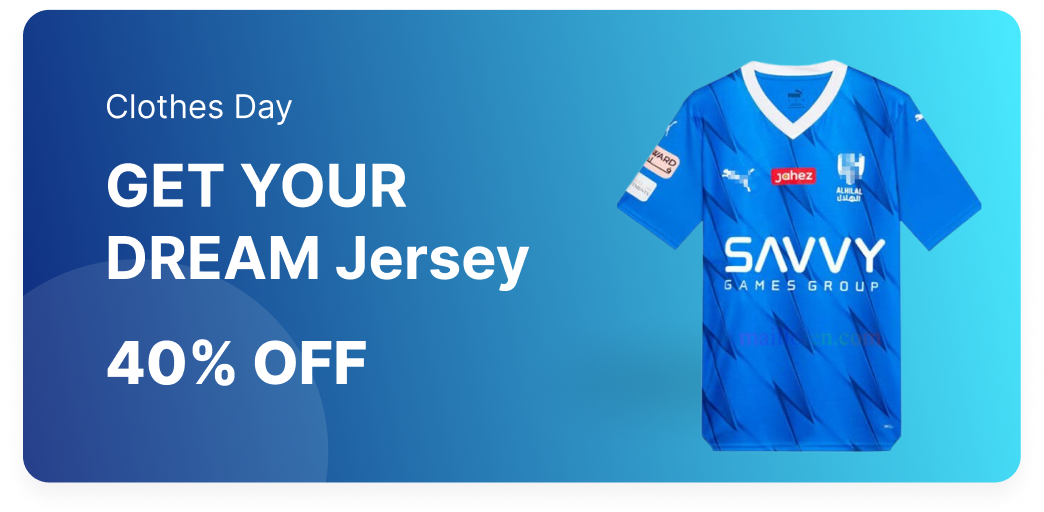 Clothes Day
GET YOUR
DREAM Jersey
40% OFF
jahez
ALHILAL
الهلال
SAVVY
GAMES GROUP